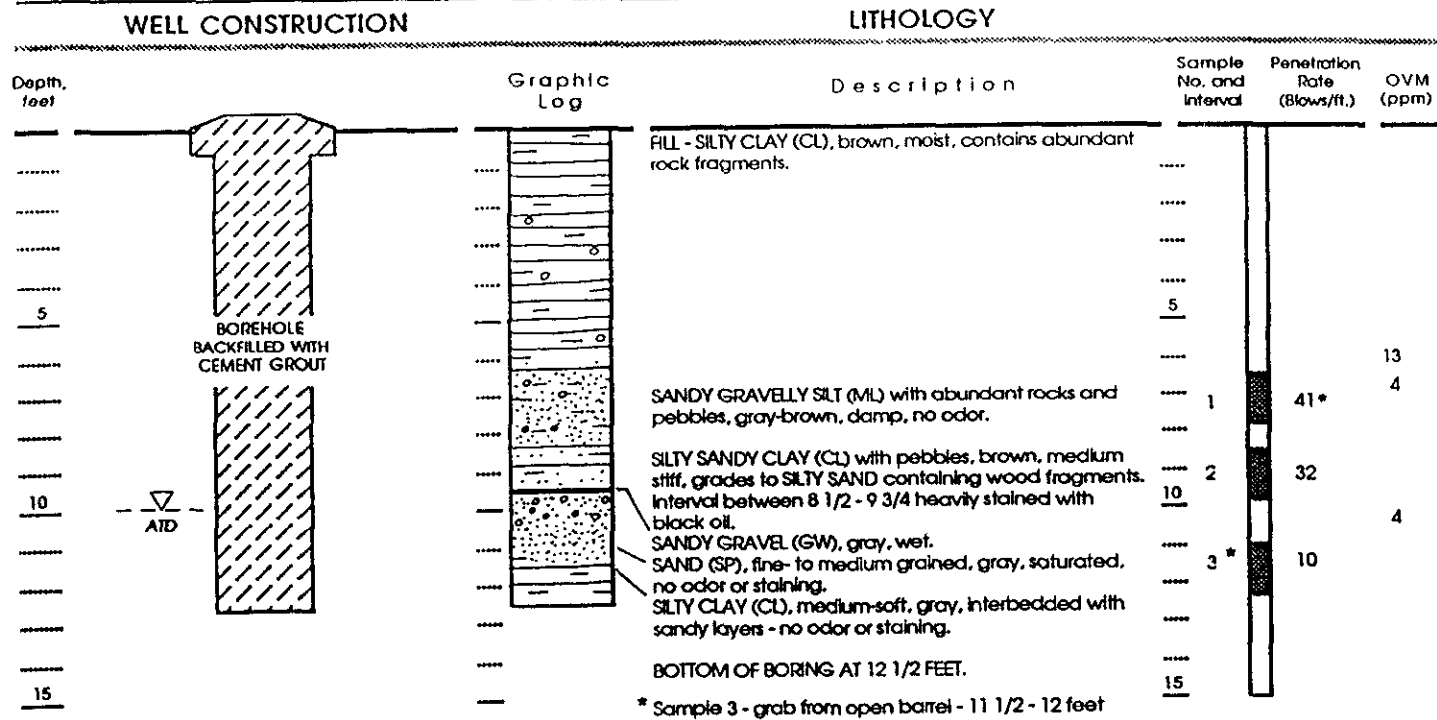 WELL CONSTRUCTION
LITHOLOGY
Depth, feet
Graphic Log
Description
Sample No. and Interval
Penetration Rate (Blows/ft.)
OVM (ppm)
FILL - SILTY CLAY (CL), brown, moist, contains abundant
rock fragments.
5
5
BOREHOLE
BACKFILLED WITH
CEMENT GROUT
13
4
SANDY GRAVELLY SILT (ML) with abundant rocks and
pebbles, gray-brown, damp, no odor.
1
41*
SILTY SANDY CLAY (CL) with pebbles, brown, medium
stiff, grades to SILTY SAND containing wood fragments.
Interval between 8 1/2 - 9 3/4 heavily stained with
black oil.
2
32
10
10
ATD
4
SANDY GRAVEL (GW), gray, wet.
SAND (SP), fine- to medium grained, gray, saturated,
no odor or staining.
3 *
10
SILTY CLAY (CL), medium-soft, gray, interbedded with
sandy layers - no odor or staining.
BOTTOM OF BORING AT 12 1/2 FEET.
15
15
* Sample 3 - grab from open barrel - 11 1/2 - 12 feet